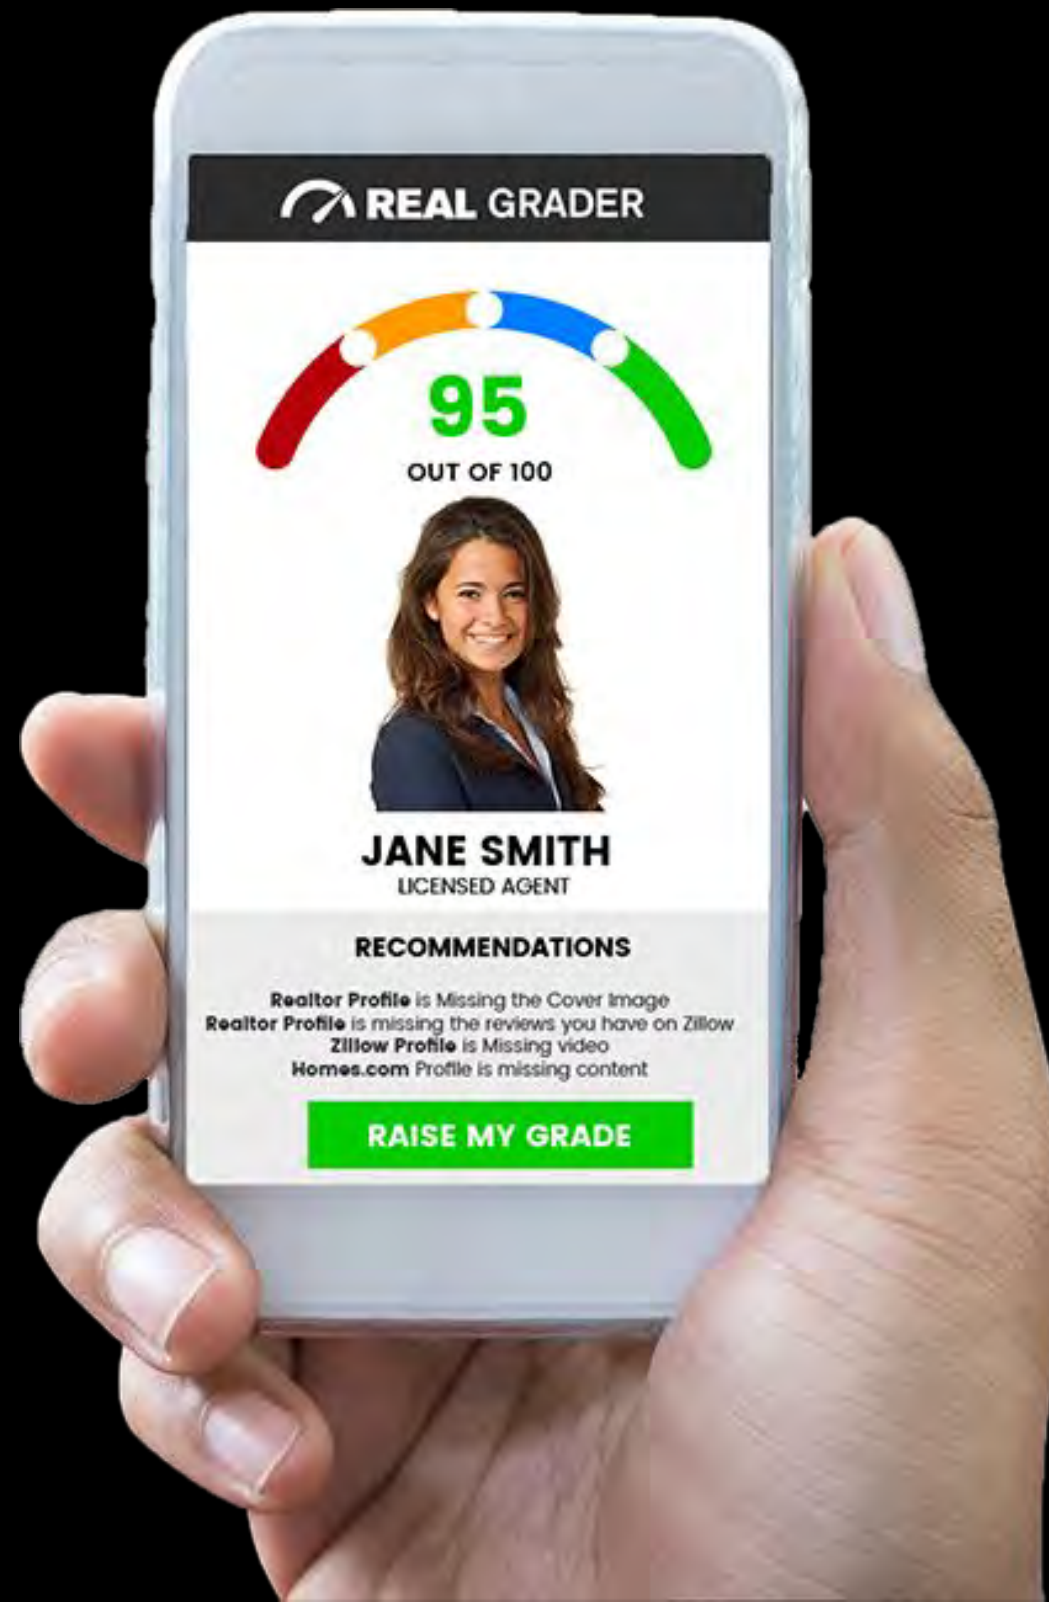 REAL GRADER
95
OUT OF 100
JANE SMITH
LICENSED AGENT
RECOMMENDATIONS
Realtor Profile is Missing the Cover Image
Realtor Profile is missing the reviews you have on Zillow
Zillow Profile is Missing video
Homes.com Profile is missing content
RAISE MY GRADE